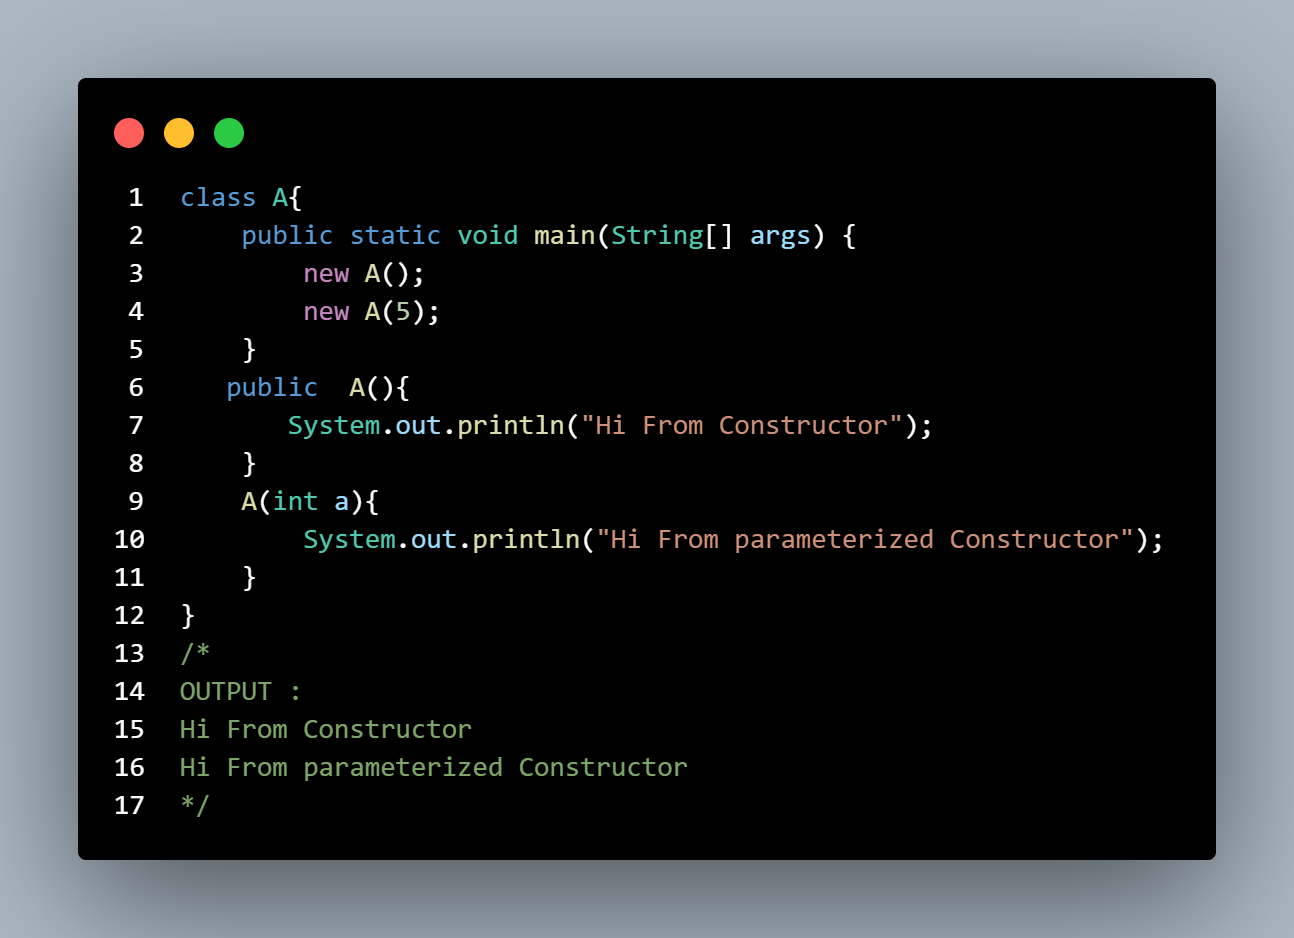 1 class A{
2     public static void main(String[] args) {
3         new A();
4         new A(5);
5     }
6    public  A(){
7        System.out.println("Hi From Constructor");
8     }
9     A(int a){
10         System.out.println("Hi From parameterized Constructor");
11     }
12 }
13 /*
14 OUTPUT :
15 Hi From Constructor
16 Hi From parameterized Constructor
17 */